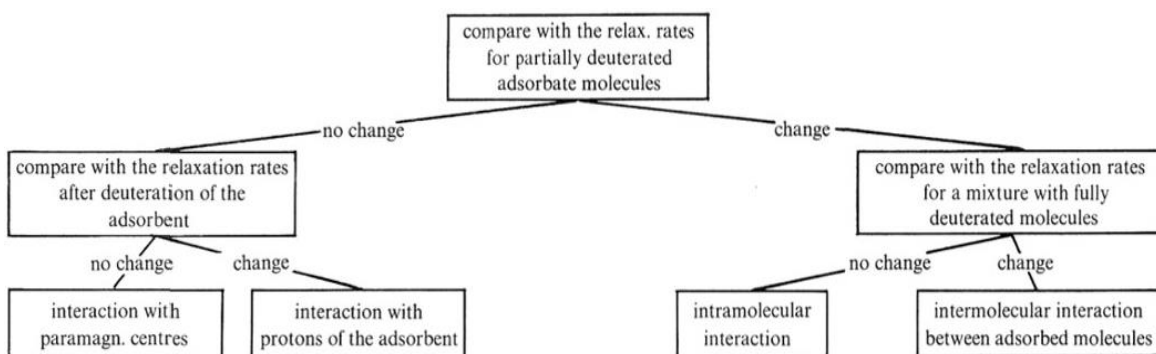 compare with the relax. rates
for partially deuterated
adsorbate molecules
no change
change
compare with the relaxation rates
after deuteration of the
adsorbent
compare with the relaxation rates
for a mixture with fully
deuterated molecules
no change
change
no change
change
interaction with
paramagn. centres
interaction with
protons of the adsorbent
intramolecular
interaction
intermolecular interaction
between adsorbed molecules